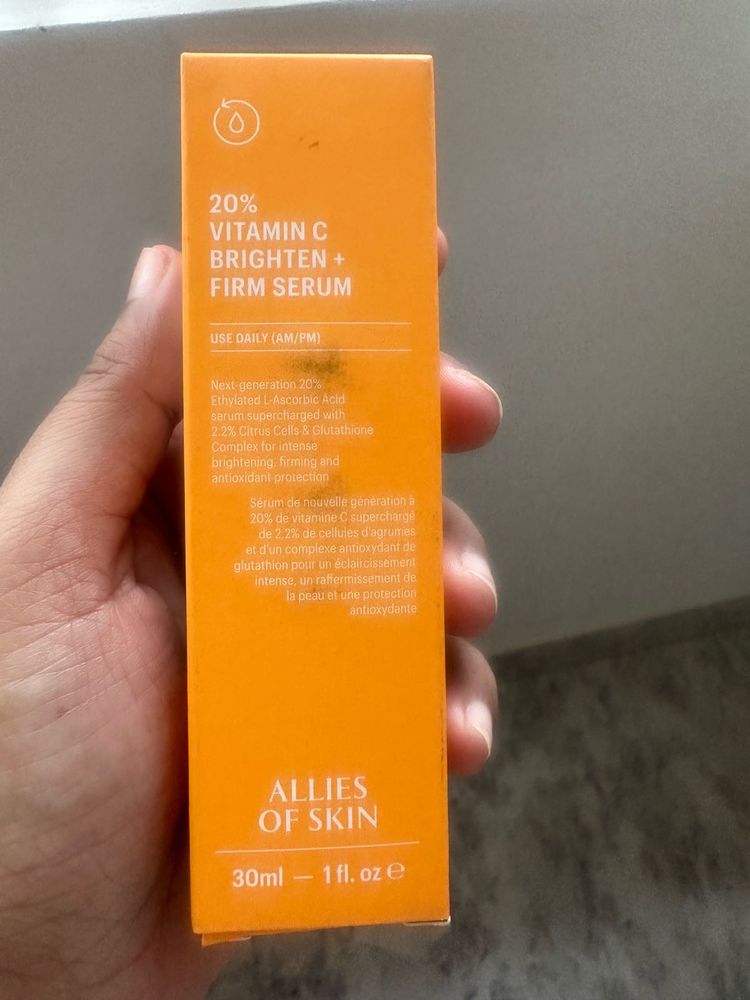 20%
VITAMIN C
BRIGHTEN +
FIRM SERUM
USE DAILY (AM/PM)
Next-generation 20%
Ethylated L-Ascorbic Acid
serum supercharged with
2.2% Citrus Cells & Glutathione
Complex for intense
brightening, firming and
antioxidant protection
Sérum de nouvelle génération à
20% de vitamine C superchargé
de 2.2% de cellules d'agrumes
et d'un complexe antioxydant de
glutathion pour un éclaircissement
intense, un raffermissement de
la peau et une protection
antioxydante
ALLIES
OF SKIN
30ml — 1 fl. oz ℮